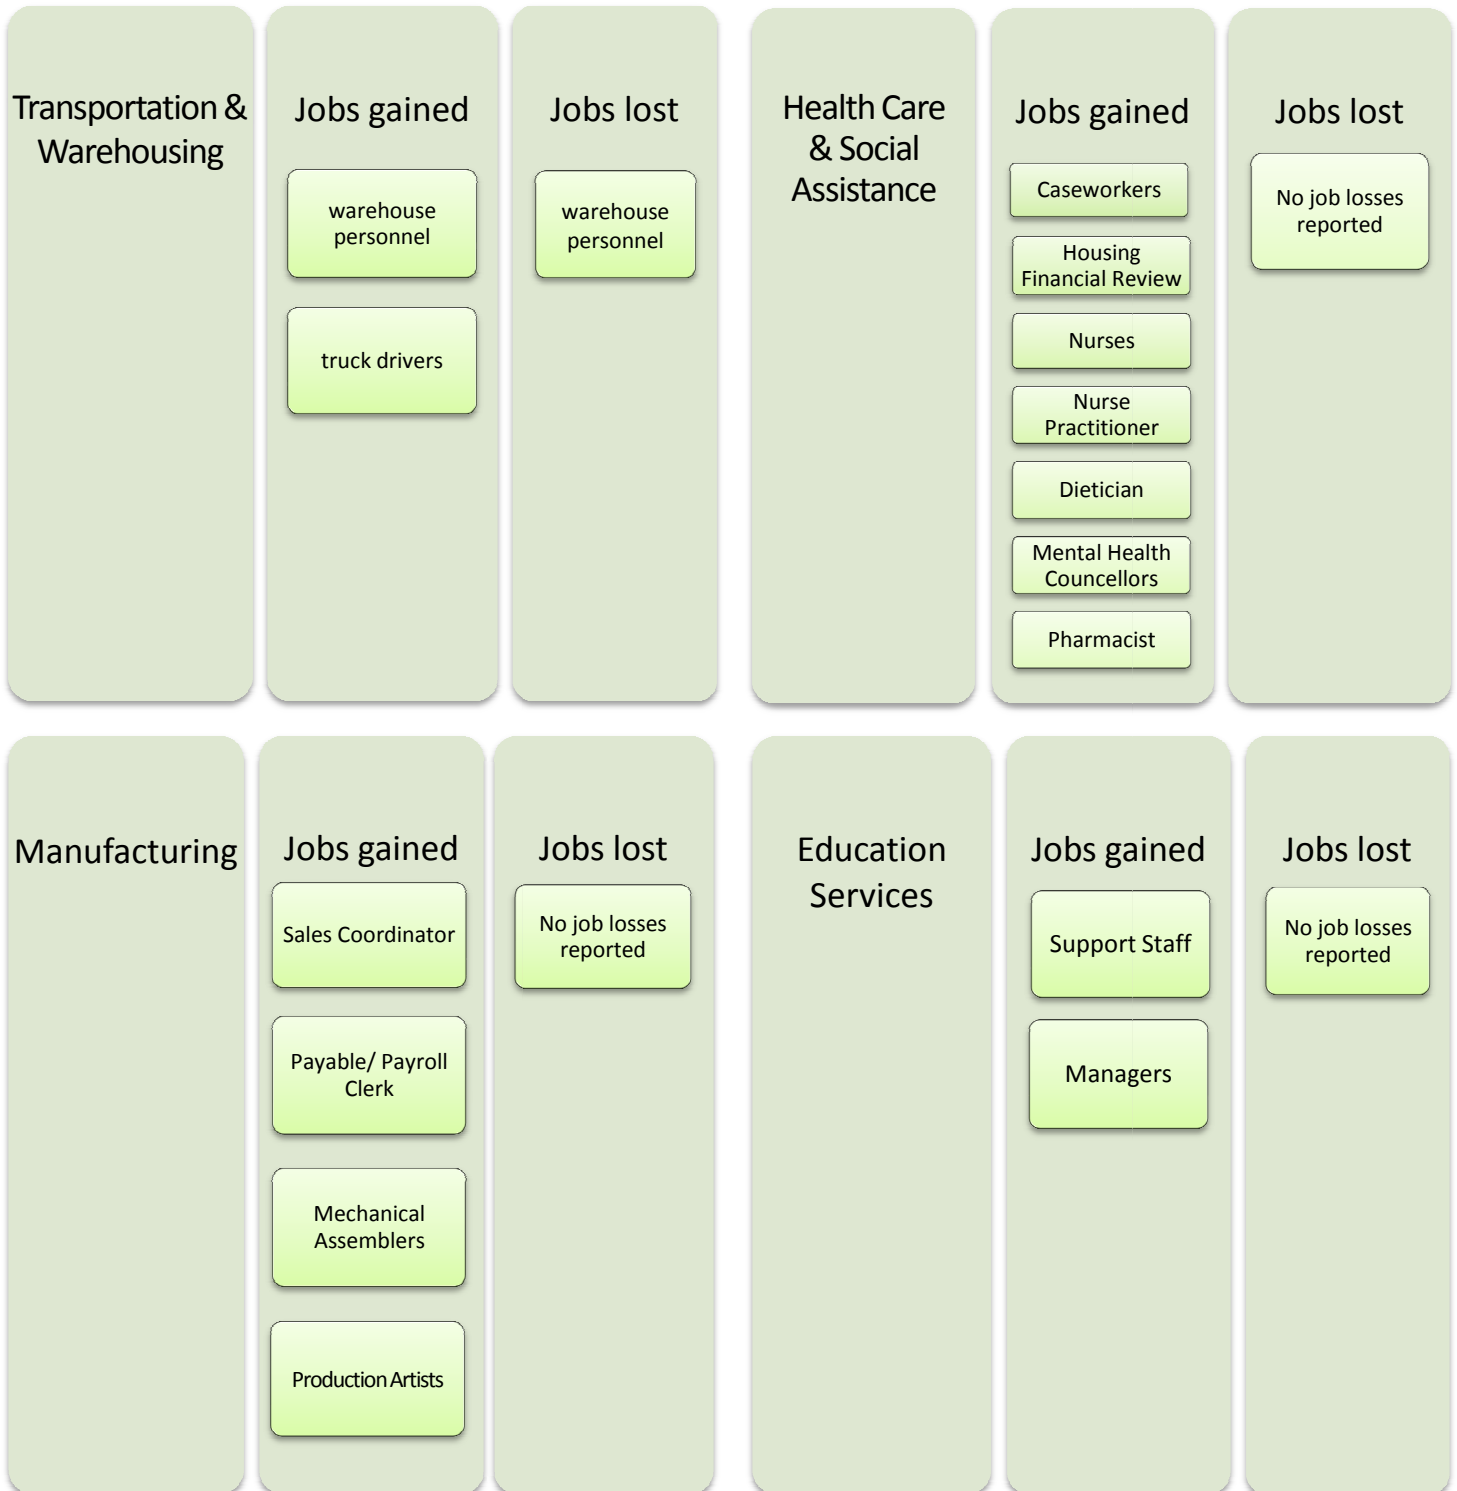 Transportation &
Warehousing
Jobs gained
warehouse
personnel
truck drivers
Jobs lost
warehouse
personnel
Health Care
& Social
Assistance
Jobs gained
Caseworkers
Housing
Financial Review
Nurses
Nurse
Practitioner
Dietician
Mental Health
Councellors
Pharmacist
Jobs lost
No job losses
reported
Manufacturing
Jobs gained
Sales Coordinator
Payable/ Payroll
Clerk
Mechanical
Assemblers
Production Artists
Jobs lost
No job losses
reported
Education
Services
Jobs gained
Support Staff
Managers
Jobs lost
No job losses
reported